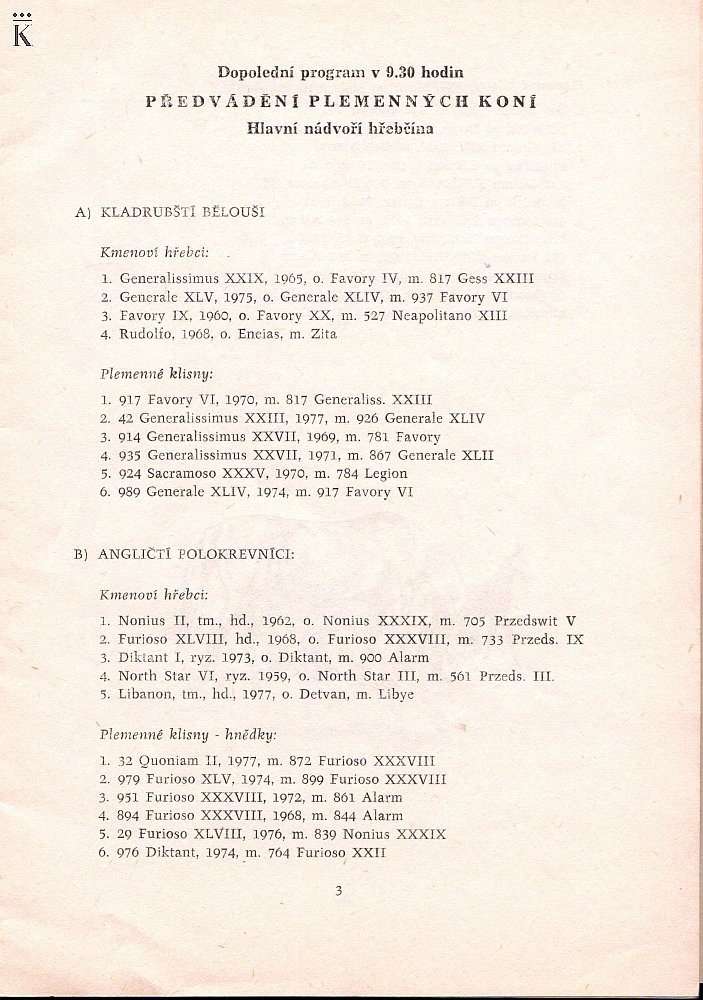 K
Dopolední program v 9.30 hodin
PŘEDVÁDĚNÍ PLEMENNÝCH KONÍ
Hlavní nádvoří hřebčína
A) KLADRUBŠTÍ BĚLOUŠI
Kmenoví hřebci:
1. Generalissimus XXIX, 1965, o. Favory IV, m. 817 Gess XXIII
2. Generale XLV, 1975, o. Generale XLIV, m. 937 Favory VI
3. Favory IX, 1960, o. Favory XX, m. 527 Neapolitano XIII
4. Rudolfo, 1968, o. Eneias, m. Zita
Plemenné klisny:
1. 917 Favory VI, 1970, m. 817 Generaliss. XXIII
2. 42 Generalissimus XXIII, 1977, m. 926 Generale XLIV
3. 914 Generalissimus XXVII, 1969, m. 781 Favory
4. 935 Generalissimus XXVII, 1971, m. 867 Generale XLII
5. 924 Sacramoso XXXV, 1970, m. 784 Legion
6. 989 Generale XLIV, 1974, m. 917 Favory VI
B) ANGLIČTÍ POLOKREVNÍCI:
Kmenoví hřebci:
1. Nonius II, tm., hd., 1962, o. Nonius XXXIX, m. 705 Przedswit V
2. Furioso XLVIII, hd., 1968, o. Furioso XXXVIII, m. 733 Przeds. IX
3. Diktant I, ryz. 1973, o. Diktant, m. 900 Alarm
4. North Star VI, ryz. 1959, o. North Star III, m. 561 Przeds. III.
5. Libanon, tm., hd., 1977, o. Detvan, m. Libye
Plemenné klisny - hnědky:
1. 32 Quoniam II, 1977, m. 872 Furioso XXXVIII
2. 979 Furioso XLV, 1974, m. 899 Furioso XXXVIII
3. 951 Furioso XXXVIII, 1972, m. 861 Alarm
4. 894 Furioso XXXVIII, 1968, m. 844 Alarm
5. 29 Furioso XLVIII, 1976, m. 839 Nonius XXXIX
6. 976 Diktant, 1974, m. 764 Furioso XXII
3